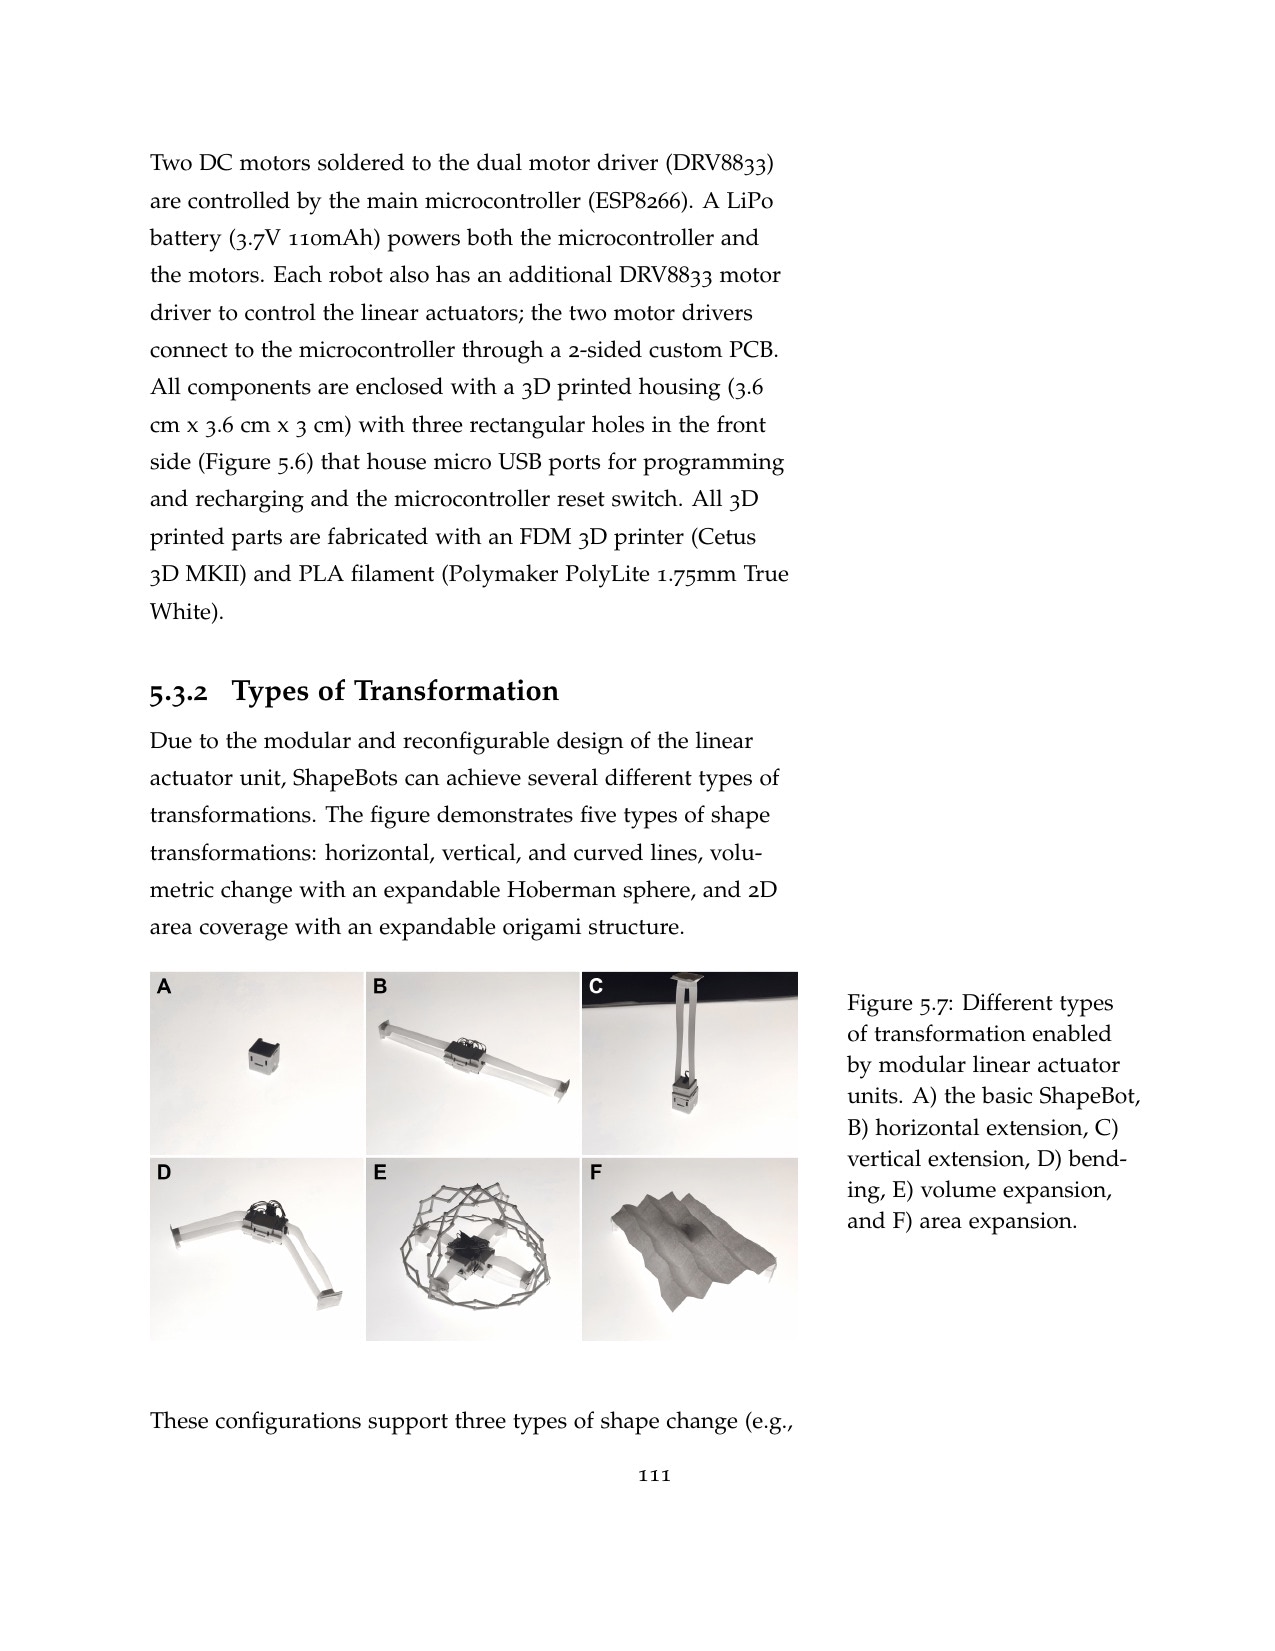 Two DC motors soldered to the dual motor driver (DRV8833)
are controlled by the main microcontroller (ESP8266). A LiPo
battery (3.7V 110mAh) powers both the microcontroller and
the motors. Each robot also has an additional DRV8833 motor
driver to control the linear actuators; the two motor drivers
connect to the microcontroller through a 2-sided custom PCB.
All components are enclosed with a 3D printed housing (3.6
cm x 3.6 cm x 3 cm) with three rectangular holes in the front
side (Figure 5.6) that house micro USB ports for programming
and recharging and the microcontroller reset switch. All 3D
printed parts are fabricated with an FDM 3D printer (Cetus
3D MKII) and PLA filament (Polymaker PolyLite 1.75mm True
White).
5.3.2 Types of Transformation
Due to the modular and reconfigurable design of the linear
actuator unit, ShapeBots can achieve several different types of
transformations. The figure demonstrates five types of shape
transformations: horizontal, vertical, and curved lines, volu-
metric change with an expandable Hoberman sphere, and 2D
area coverage with an expandable origami structure.
A
B
C
D
E
F
Figure 5.7: Different types
of transformation enabled
by modular linear actuator
units. A) the basic ShapeBot,
B) horizontal extension, C)
vertical extension, D) bend-
ing, E) volume expansion,
and F) area expansion.
These configurations support three types of shape change (e.g.,
111